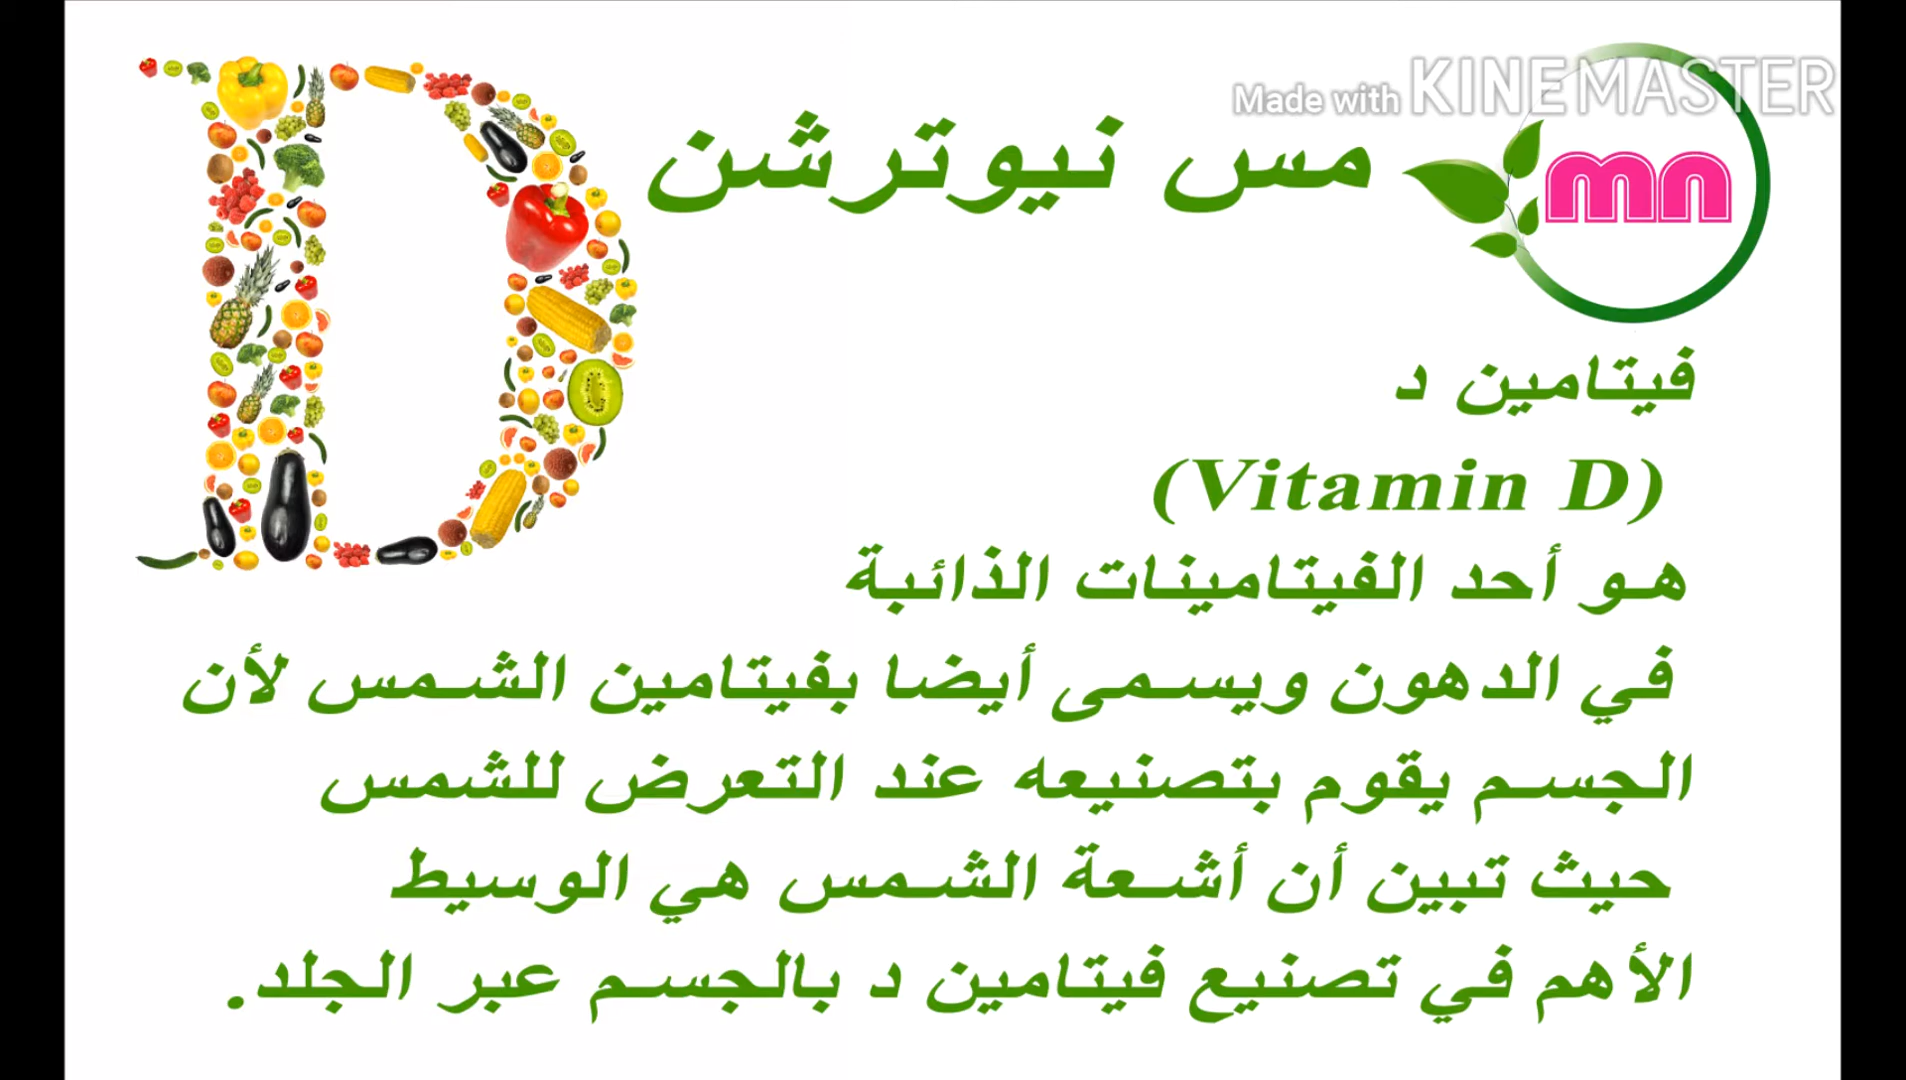 Made with KINEMASTER
mn
مس نيوترشن
فيتامين د
(Vitamin D)
هو أحد الفيتامينات الذائبة
في الدهون ويسمى أيضا بفيتامين الشمس لأن
الجسم يقوم بتصنيعه عند التعرض للشمس
حيث تبين أن أشعة الشمس هي الوسيط
الأهم في تصنيع فيتامين د بالجسم عبر الجلد.